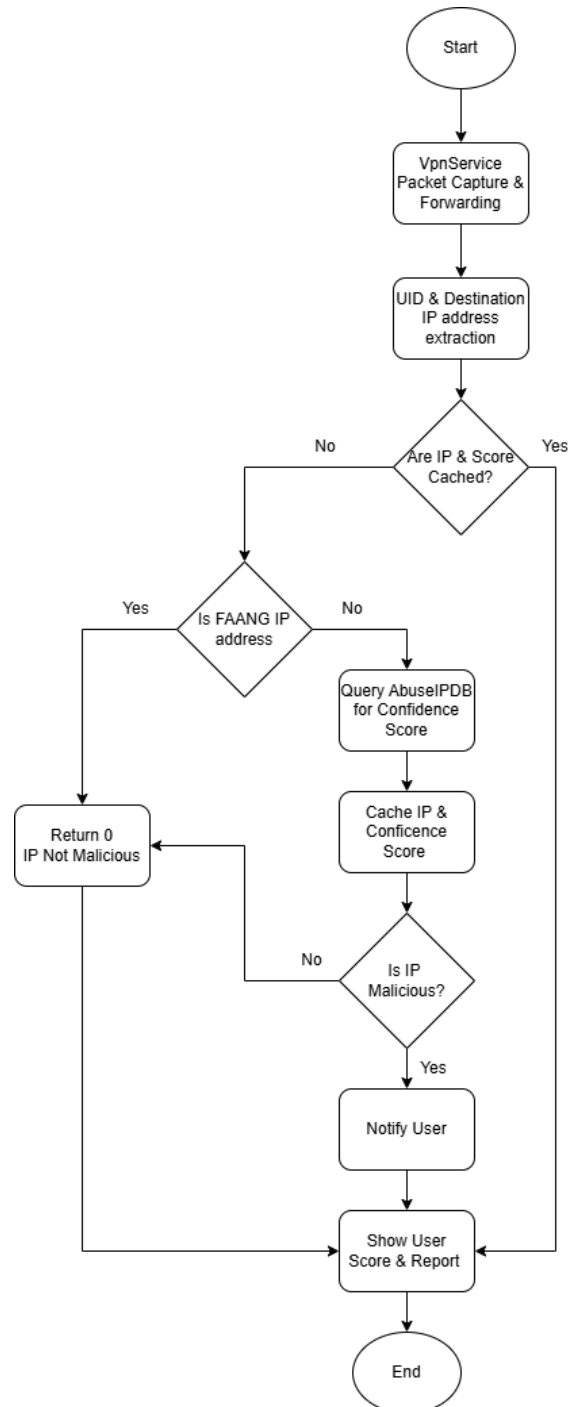 Start
VpnService
Packet Capture &
Forwarding
UID & Destination
IP address
extraction
No
Are IP & Score
Cached?
Yes
Yes
Is FAANG IP
address
No
Query AbuseIPDB
for Confidence
Score
Return 0
IP Not Malicious
Cache IP &
Conficence
Score
No
Is IP
Malicious?
Yes
Notify User
Show User
Score & Report
End